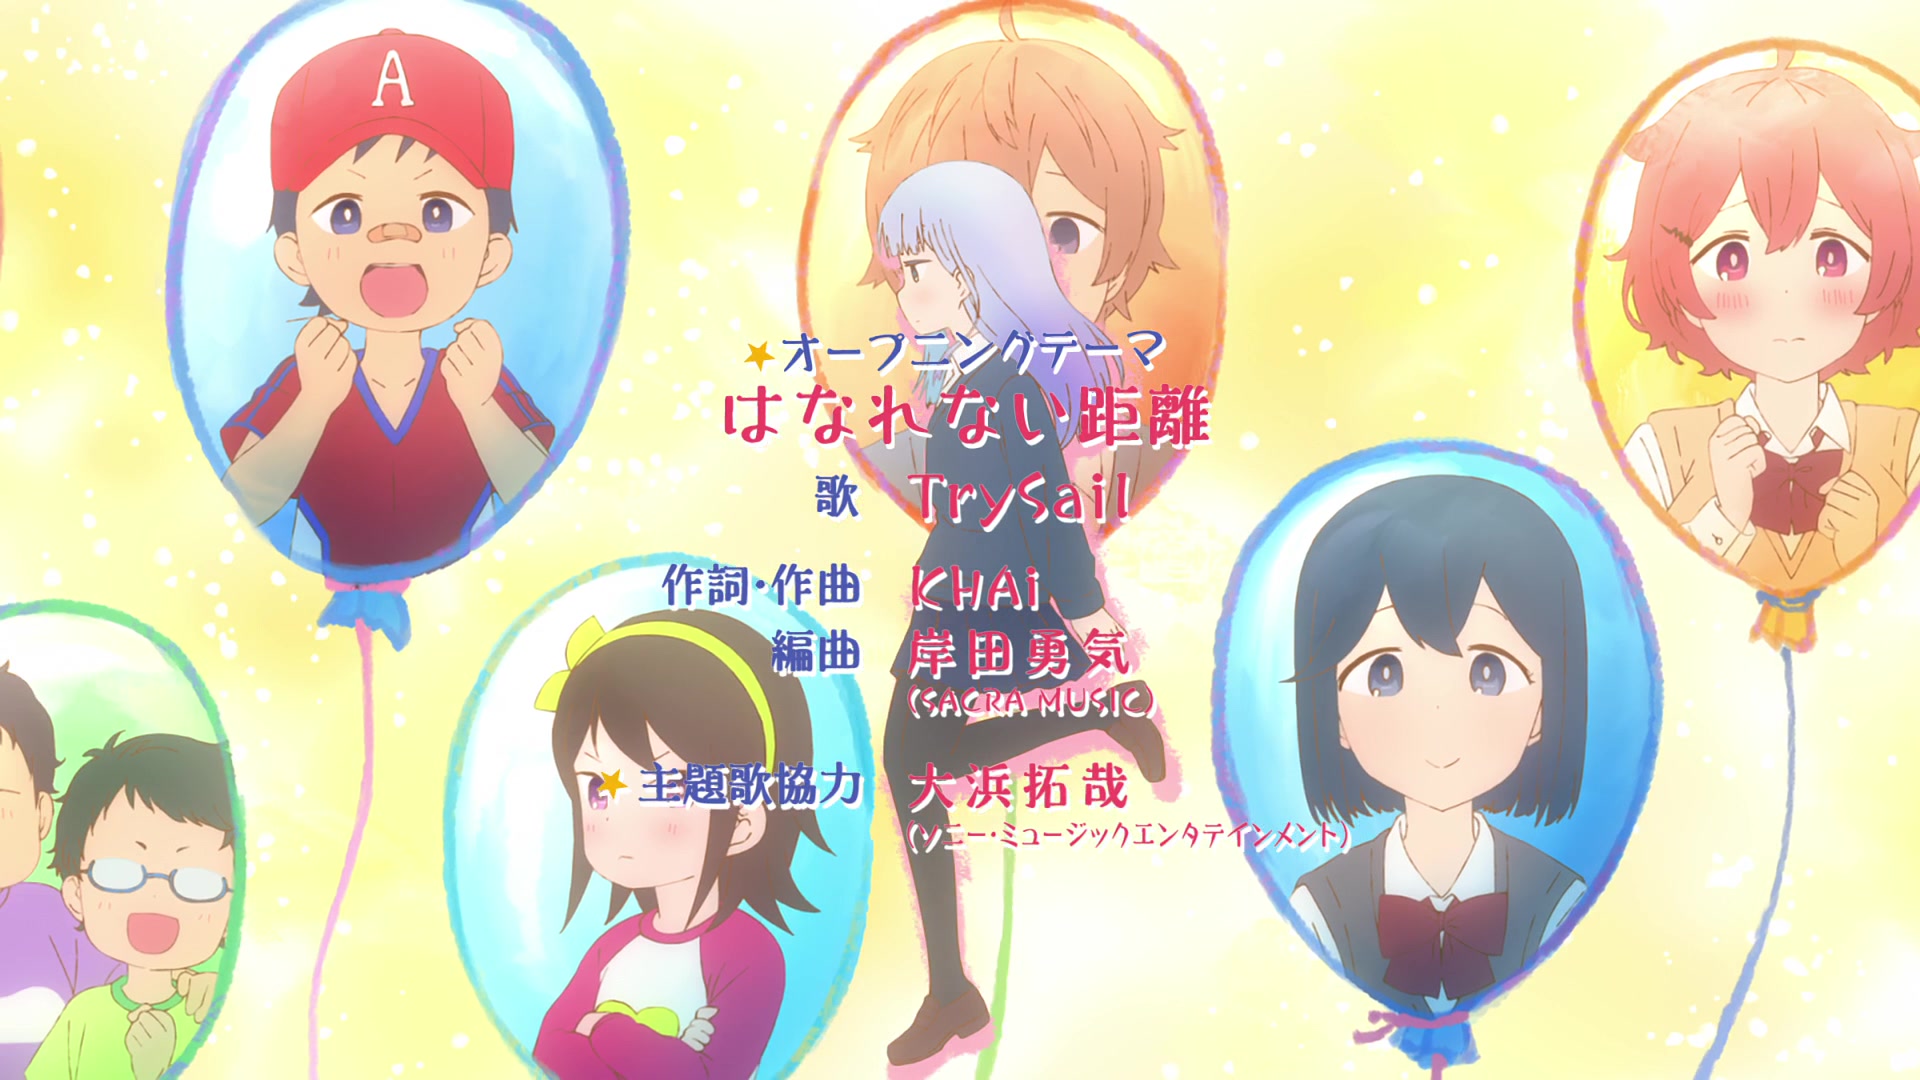 A
★オープニングテーマ
はなれない距離
歌 TrySail
作詞・作曲 KHAi
編曲 岸田勇気
(SACRA MUSIC)
★主題歌協力 大浜拓哉
(ソニー・ミュージックエンタテインメント)